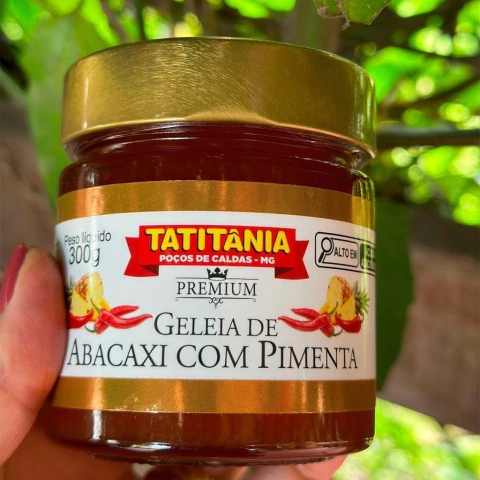 Peso líquido
300g
TATITÂNIA
POÇOS DE CALDAS - MG
PREMIUM
GELEIA DE
ABACAXI COM PIMENTA
ALTO EM